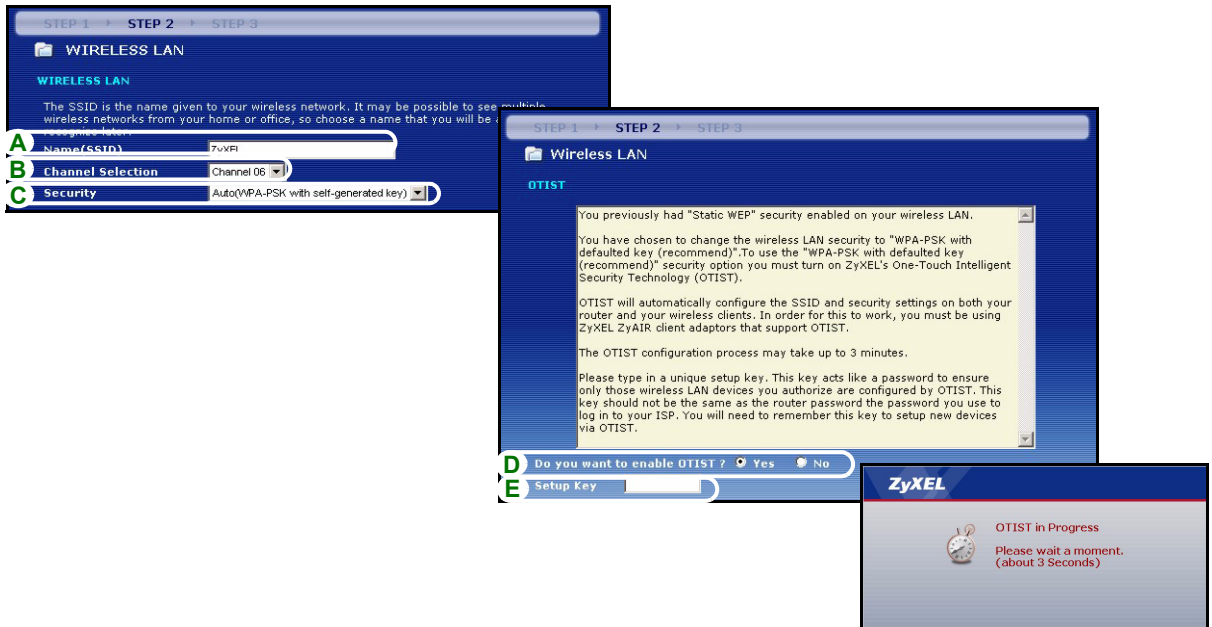 STEP 1 STEP 2 STEP 3
WIRELESS LAN
WIRELESS LAN
The SSID is the name given to your wireless network. It may be possible to see multiple
wireless networks from your home or office, so choose a name that you will be a
recognize later.
A Name(SSID) ZyXEL
B Channel Selection Channel 06
C Security Auto(WPA-PSK with self-generated key)
STEP 1 STEP 2 STEP 3
Wireless LAN
OTIST
You previously had "Static WEP" security enabled on your wireless LAN.
You have chosen to change the wireless LAN security to "WPA-PSK with
defaulted key (recommend)".To use the "WPA-PSK with defaulted key
(recommend)" security option you must turn on ZyXEL's One-Touch Intelligent
Security Technology (OTIST).
OTIST will automatically configure the SSID and security settings on both your
router and your wireless clients. In order for this to work, you must be using
ZyXEL ZyAIR client adaptors that support OTIST.
The OTIST configuration process may take up to 3 minutes.
Please type in a unique setup key. This key acts like a password to ensure
only those wireless LAN devices you authorize are configured by OTIST. This
key should not be the same as the router password the password you use to
log in to your ISP. You will need to remember this key to setup new devices
via OTIST.
D Do you want to enable OTIST ? Yes No
E Setup Key
ZyXEL
OTIST in Progress
Please wait a moment.
(about 3 Seconds)